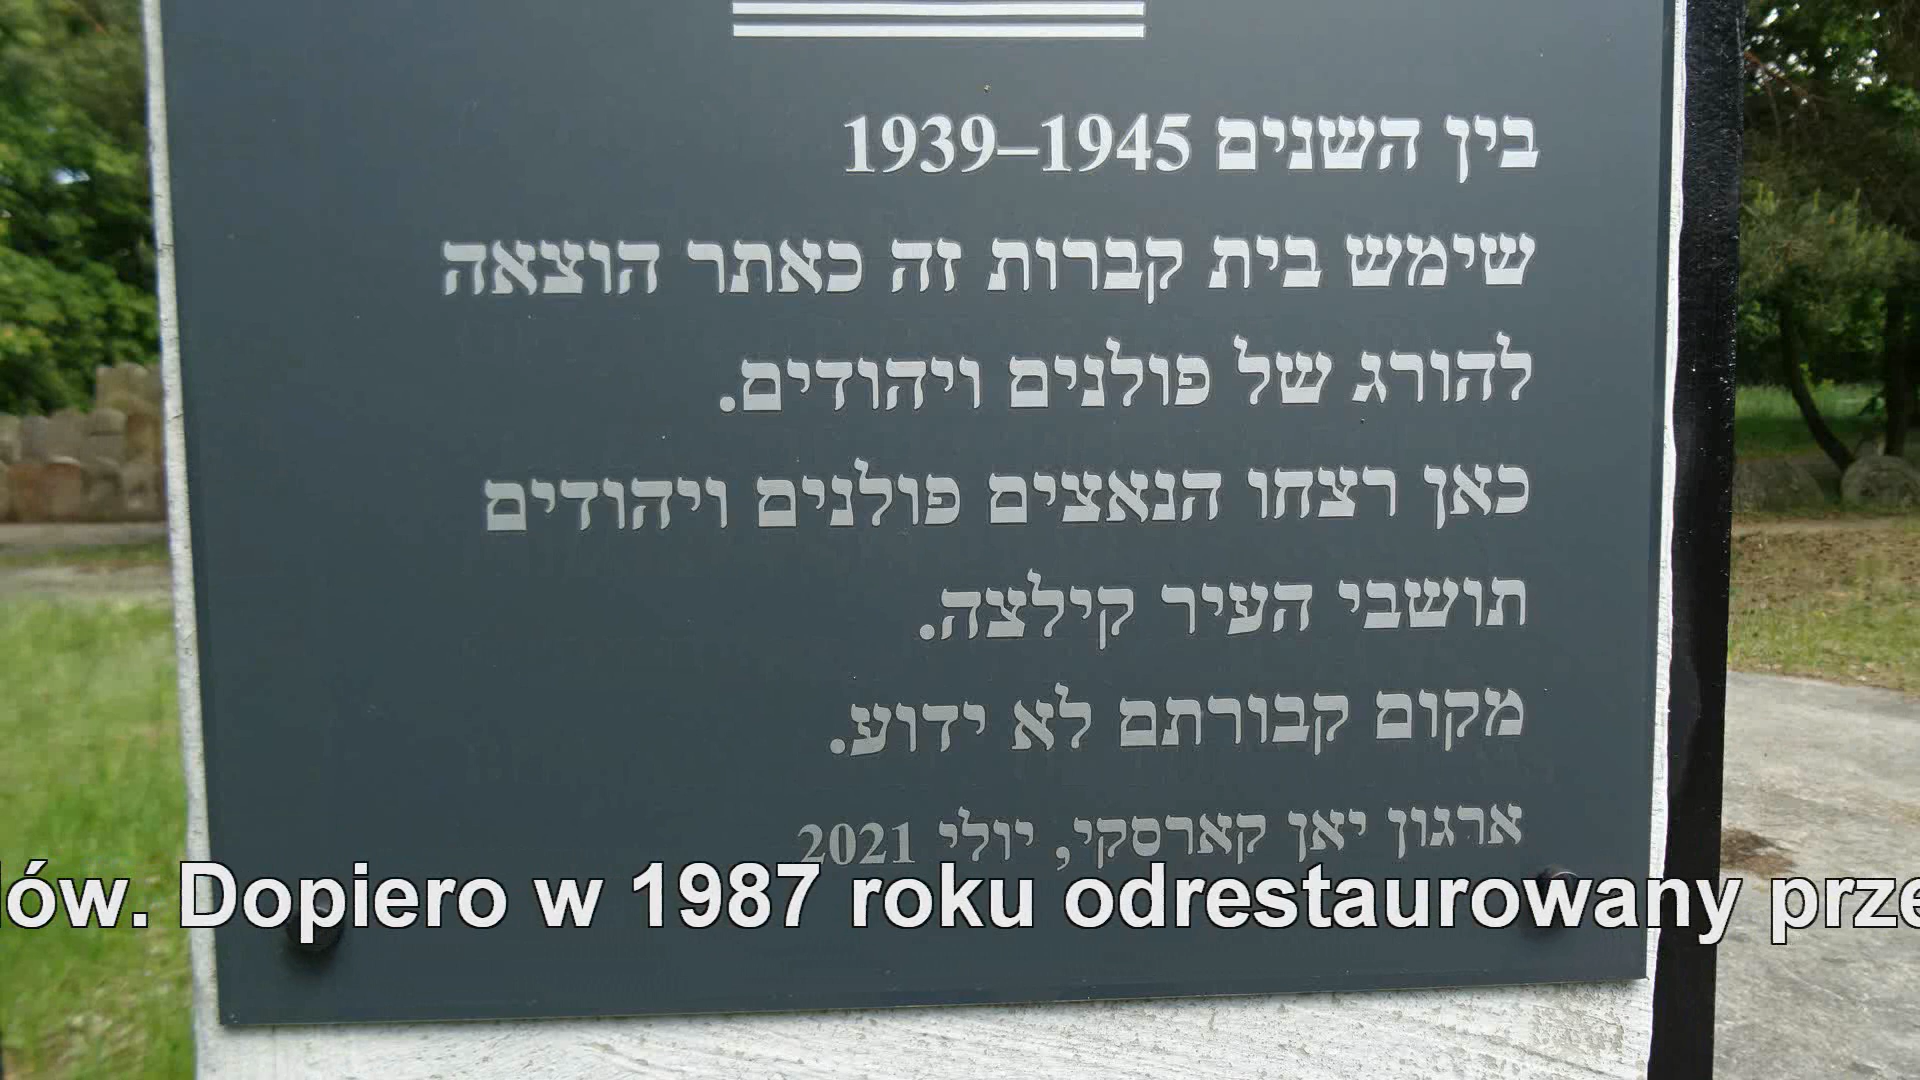 בין השנים 1939–1945
שימש בית קברות זה כאתר הוצאה
להורג של פולנים ויהודים.
כאן רצחו הנאצים פולנים ויהודים
תושבי העיר קילצה.
מקום קבורתם לא ידוע.
ארגון יאן קארסקי, יולי 2021
ów. Dopiero w 1987 roku odrestaurowany prze